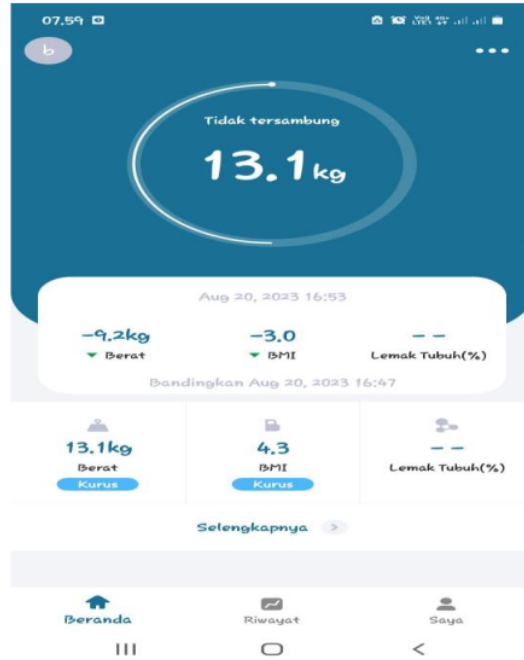 07.59
b
Tidak tersambung
13.1kg
Aug 20, 2023 16:53
-9.2kg -3.0 - -
Berat BMI Lemak Tubuh(%)
Bandingkan Aug 20, 2023 16:47
13.1kg 4.3 - -
Berat BMI Lemak Tubuh(%)
Kurus Kurus
Selengkapnya >
Beranda Riwayat Saya